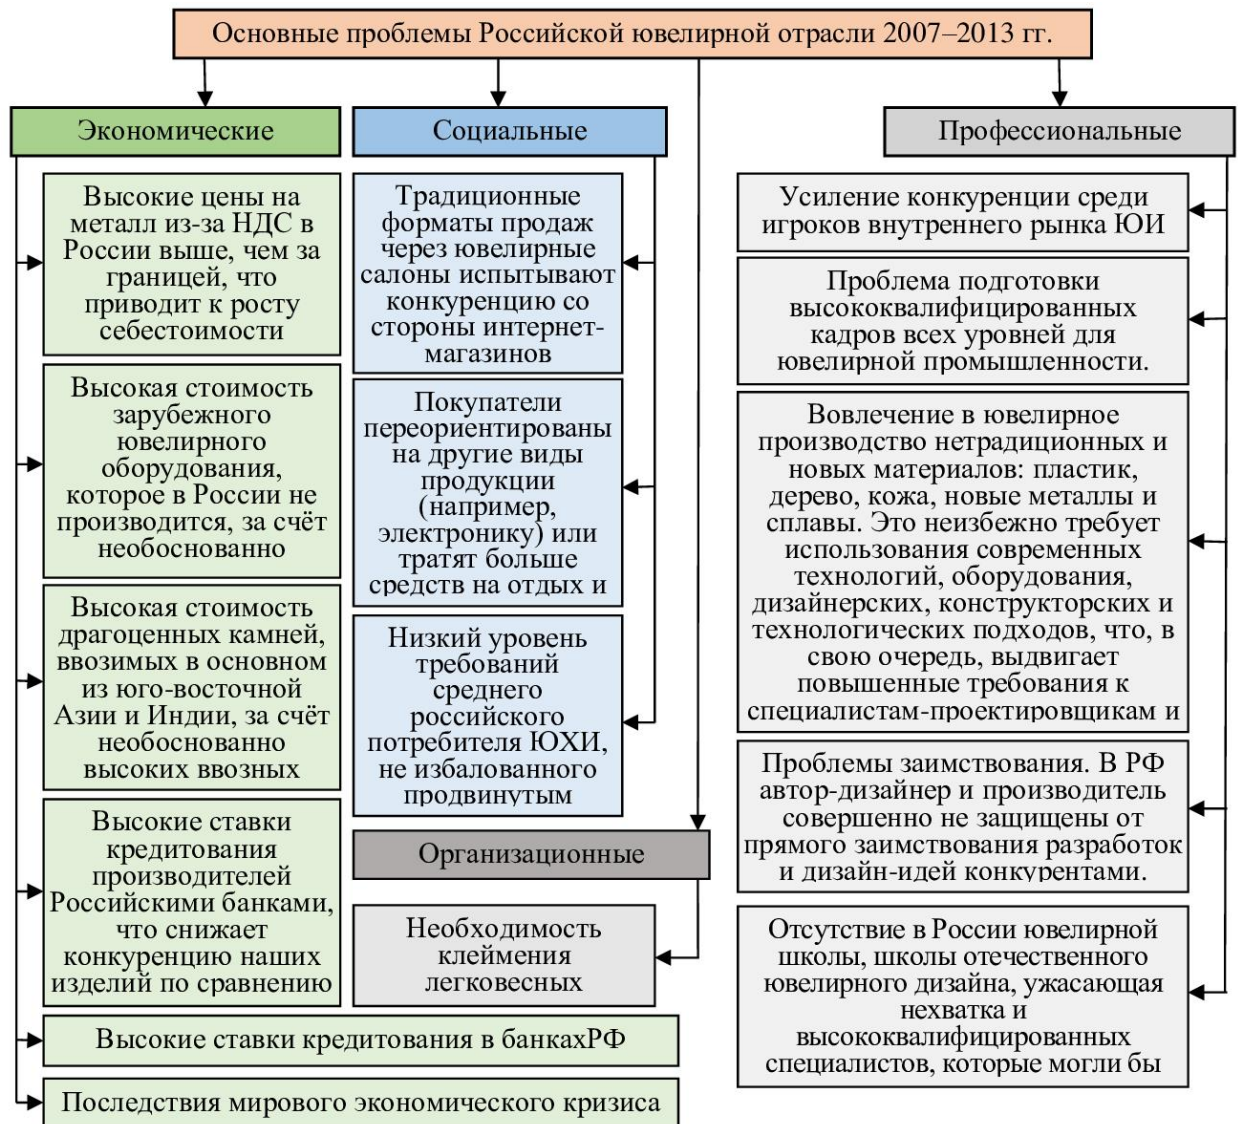 Основные проблемы Российской ювелирной отрасли 2007–2013 гг.
Экономические
Высокие цены на
металл из-за НДС в
России выше, чем за
границей, что
приводит к росту
себестоимости
Высокая стоимость
зарубежного
ювелирного
оборудования,
которое в России не
производится, за счёт
необоснованно
Высокая стоимость
драгоценных камней,
ввозимых в основном
из юго-восточной
Азии и Индии, за счёт
необоснованно
высоких ввозных
Высокие ставки
кредитования
производителей
Российскими банками,
что снижает
конкуренцию наших
изделий по сравнению
Высокие ставки кредитования в банкахРФ
Последствия мирового экономического кризиса
Социальные
Традиционные
форматы продаж
через ювелирные
салоны испытывают
конкуренцию со
стороны интернет-
магазинов
Покупатели
переориентированы
на другие виды
продукции
(например,
электронику) или
тратят больше
средств на отдых и
Низкий уровень
требований
среднего
российского
потребителя ЮХИ,
не избалованного
продвинутым
Организационные
Необходимость
клеймения
легковесных
Профессиональные
Усиление конкуренции среди
игроков внутреннего рынка ЮИ
Проблема подготовки
высококвалифицированных
кадров всех уровней для
ювелирной промышленности.
Вовлечение в ювелирное
производство нетрадиционных и
новых материалов: пластик,
дерево, кожа, новые металлы и
сплавы. Это неизбежно требует
использования современных
технологий, оборудования,
дизайнерских, конструкторских и
технологических подходов, что, в
свою очередь, выдвигает
повышенные требования к
специалистам-проектировщикам и
Проблемы заимствования. В РФ
автор-дизайнер и производитель
совершенно не защищены от
прямого заимствования разработок
и дизайн-идей конкурентами.
Отсутствие в России ювелирной
школы, школы отечественного
ювелирного дизайна, ужасающая
нехватка и
высококвалифицированных
специалистов, которые могли бы